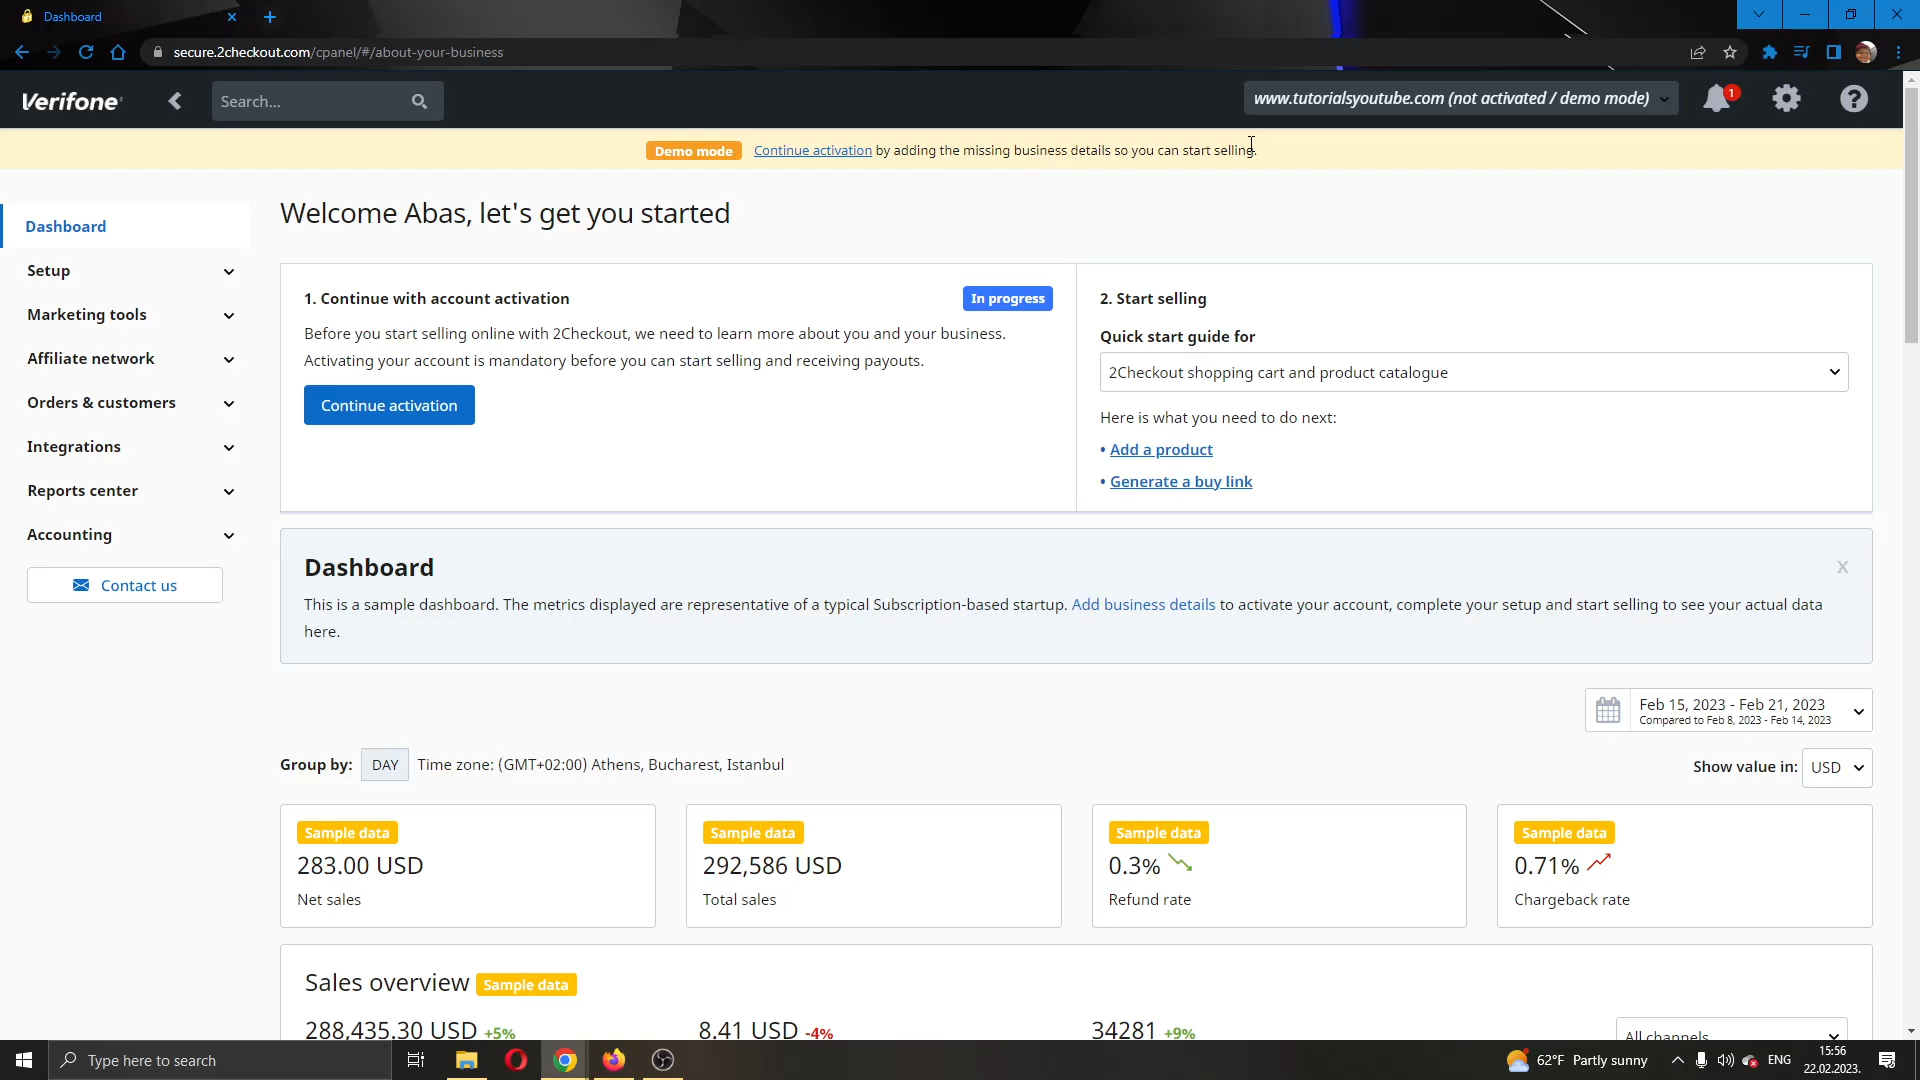 Dashboard
secure.2checkout.com/cpanel/#/about-your-business
Verifone
Search...
www.tutorialsyoutube.com (not activated / demo mode)
1
Demo mode Continue activation by adding the missing business details so you can start selling.
Dashboard
Setup
Marketing tools
Affiliate network
Orders & customers
Integrations
Reports center
Accounting
Contact us
Welcome Abas, let's get you started
1. Continue with account activation
In progress
Before you start selling online with 2Checkout, we need to learn more about you and your business.
Activating your account is mandatory before you can start selling and receiving payouts.
Continue activation
2. Start selling
Quick start guide for
2Checkout shopping cart and product catalogue
Here is what you need to do next:
• Add a product
• Generate a buy link
Dashboard
X
This is a sample dashboard. The metrics displayed are representative of a typical Subscription-based startup. Add business details to activate your account, complete your setup and start selling to see your actual data
here.
Feb 15, 2023 - Feb 21, 2023
Compared to Feb 8, 2023 - Feb 14, 2023
Group by: DAY Time zone: (GMT+02:00) Athens, Bucharest, Istanbul
Show value in: USD
Sample data
283.00 USD
Net sales
Sample data
292,586 USD
Total sales
Sample data
0.3%
Refund rate
Sample data
0.71%
Chargeback rate
Sales overview Sample data
288,435.30 USD +5%
8.41 USD -4%
34281 +9%
All channels
Type here to search
62°F Partly sunny
ENG
15:56
22.02.2023.